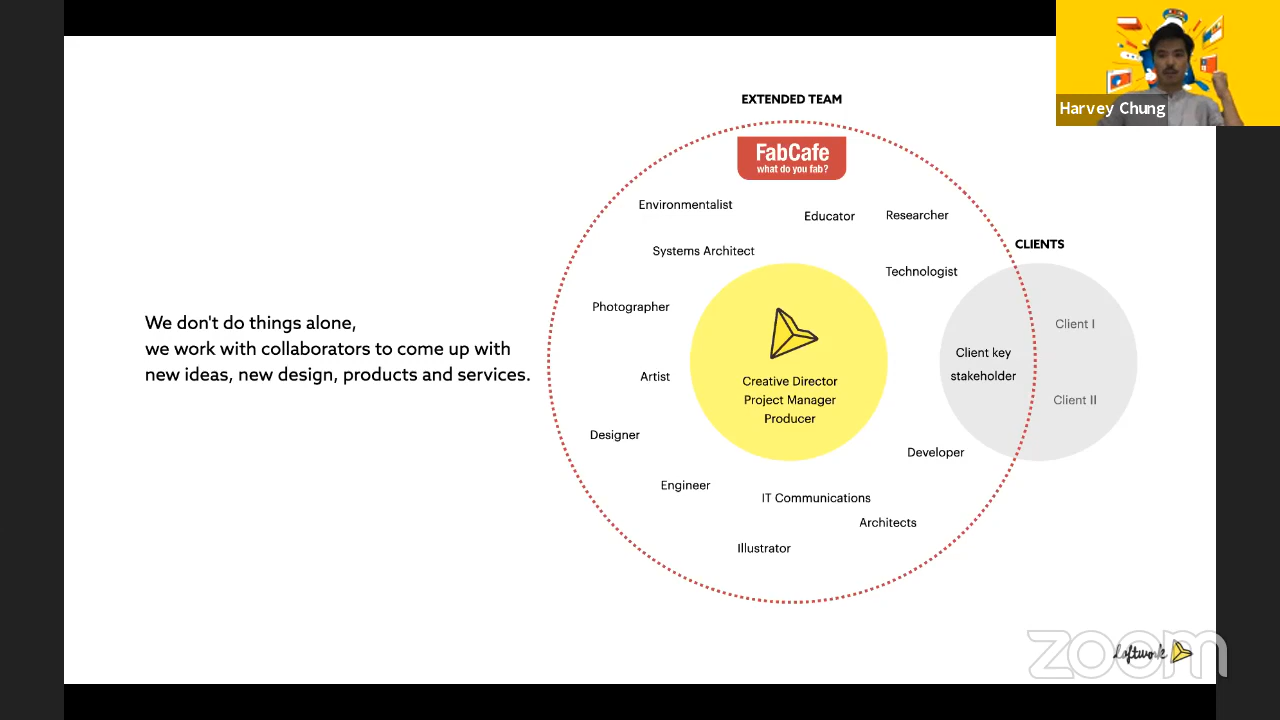 Harvey Chung
EXTENDED TEAM
FabCafe
what do you fab?
Environmentalist
Educator
Researcher
Systems Architect
CLIENTS
Technologist
Photographer
Client I
We don't do things alone,
we work with collaborators to come up with
new ideas, new design, products and services.
Client key
stakeholder
Artist
Creative Director
Project Manager
Producer
Client II
Designer
Developer
Engineer
IT Communications
Architects
Illustrator
zoom
loftwork